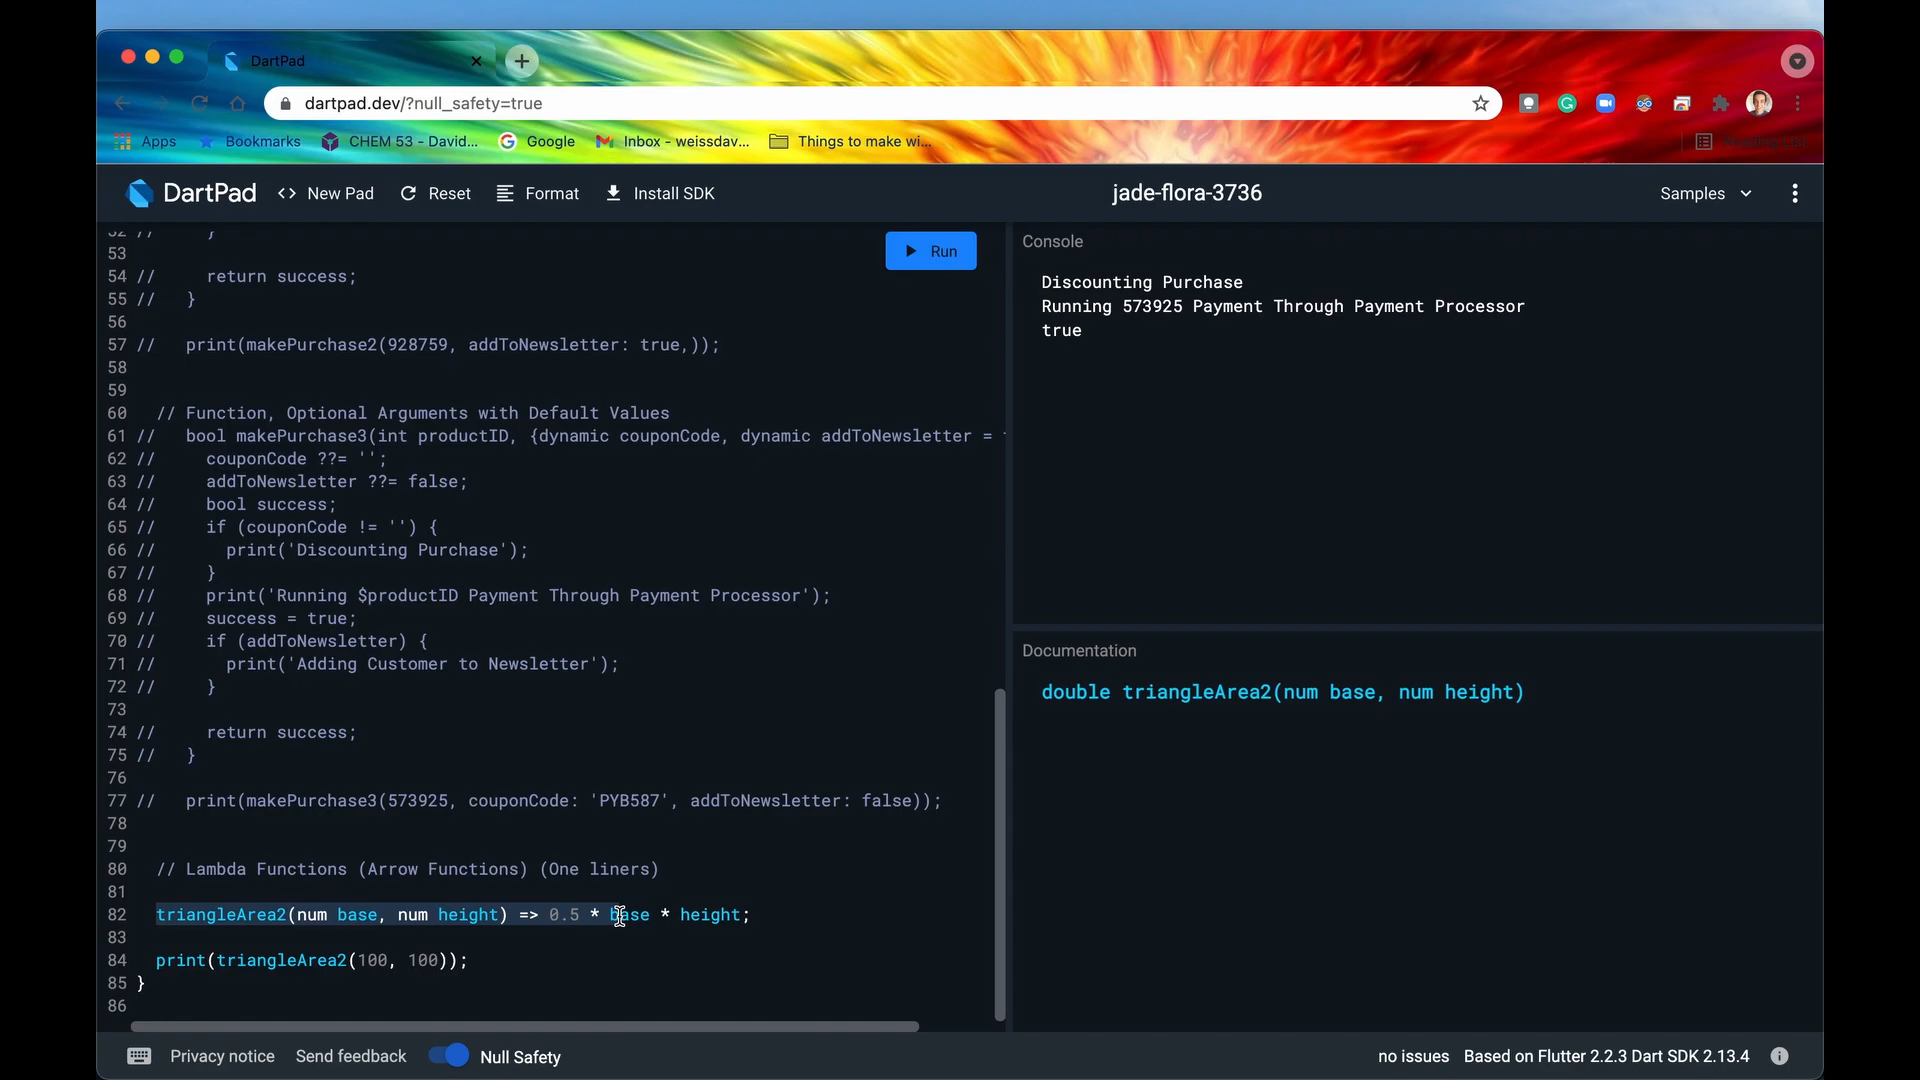 DartPad
dartpad.dev/?null_safety=true
Apps Bookmarks CHEM 53 - David... Google Inbox - weissdav... Things to make wi...
DartPad New Pad Reset Format Install SDK jade-flora-3736 Samples
52 // }
53
54 // return success;
55 // }
56
57 // print(makePurchase2(928759, addToNewsletter: true,));
58
59
60 // Function, Optional Arguments with Default Values
61 // bool makePurchase3(int productID, {dynamic couponCode, dynamic addToNewsletter =
62 // couponCode ??= '';
63 // addToNewsletter ??= false;
64 // bool success;
65 // if (couponCode != '') {
66 // print('Discounting Purchase');
67 // }
68 // print('Running $productID Payment Through Payment Processor');
69 // success = true;
70 // if (addToNewsletter) {
71 // print('Adding Customer to Newsletter');
72 // }
73
74 // return success;
75 // }
76
77 // print(makePurchase3(573925, couponCode: 'PYB587', addToNewsletter: false));
78
79
80 // Lambda Functions (Arrow Functions) (One liners)
81
82 triangleArea2(num base, num height) => 0.5 * base * height;
83
84 print(triangleArea2(100, 100));
85 }
86
Run
Console
Discounting Purchase
Running 573925 Payment Through Payment Processor
true
Documentation
double triangleArea2(num base, num height)
Privacy notice Send feedback Null Safety no issues Based on Flutter 2.2.3 Dart SDK 2.13.4